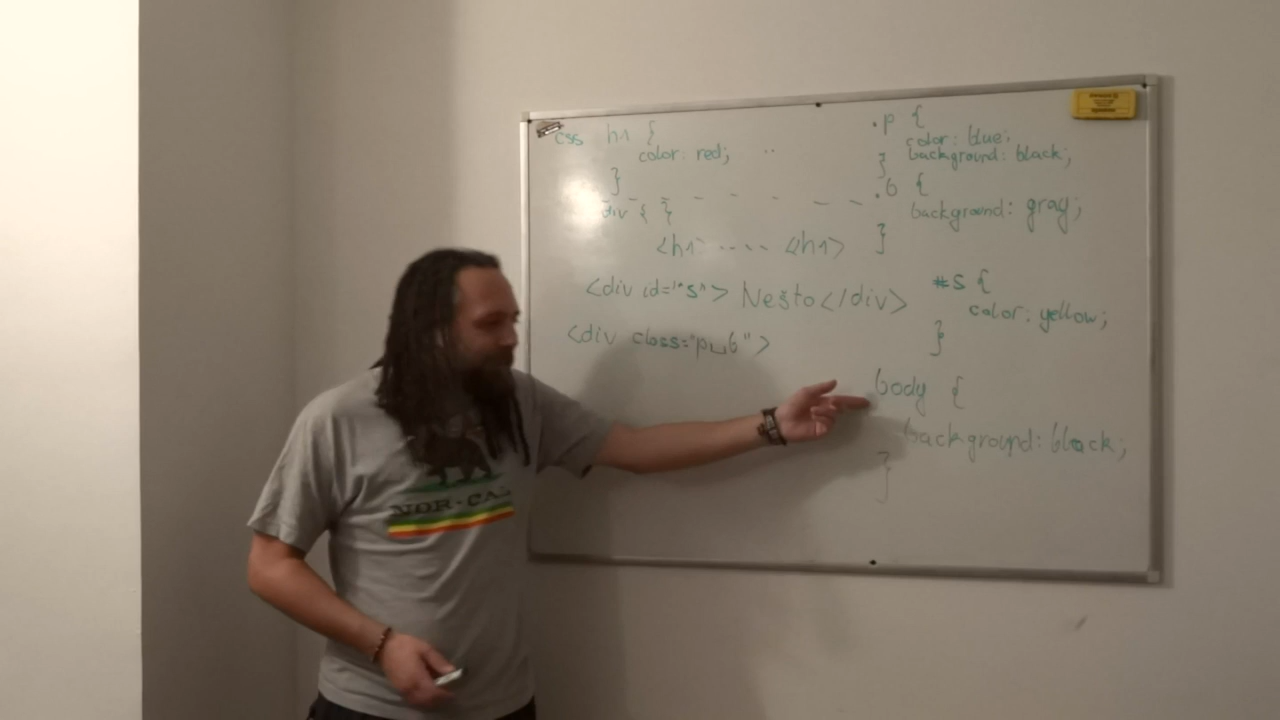 css h1 {
color: red;
}
div { {
<h1> ---- <h1>
<div id="s"> Nešto</div>
<div class="p␣b">
.p {
color: blue;
background: black;
}
.b {
background: gray;
}
#s {
color: yellow;
}
body {
background: black;
}
NOR-CAL